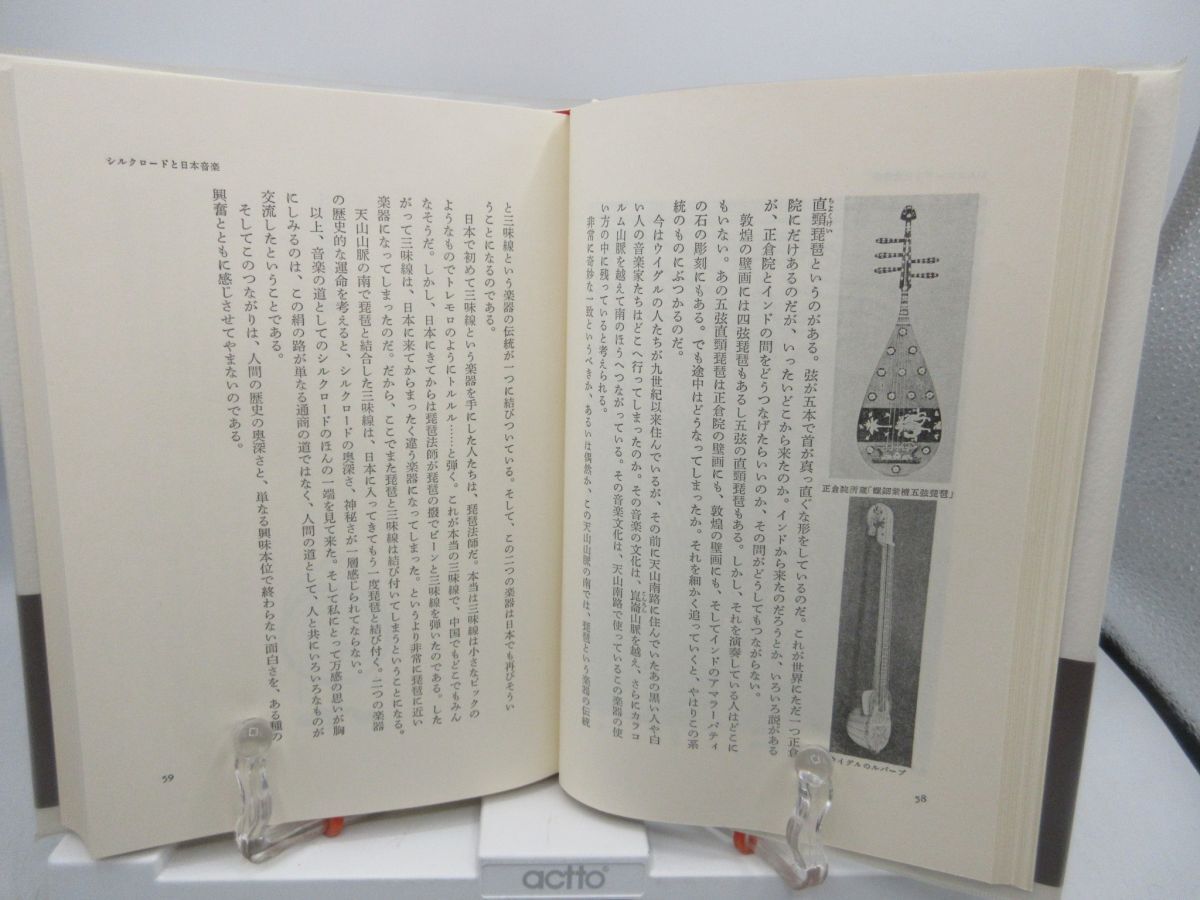 直頸琵琶というのがある。弦が五本で首が真っ直ぐな形をしているのだ。これが世界にただ一つ正倉
ちょくけい
院にだけあるのだが、いったいどこから来たのか。インドから来たのだろうとか、いろいろ説がある
が、正倉院とインドの間をどうつなげたらいいのか、その間がどうしてもつながらない。
敦煌の壁画には四弦琵琶もあるし五弦の直頸琵琶もある。しかし、それを演奏している人はどこに
もいない。あの五弦直頸琵琶は正倉院の壁画にも、敦煌の壁画にも、そしてインドのアマラーバティ
の石の彫刻にもある。でも途中はどうなってしまったか。それを細かく追っていくと、やはりこの系
統のものにぶつかるのだ。
今はウイグルの人たちが九世紀以来住んでいるが、その前に天山南路に住んでいたあの黒い人や白
い人の音楽家たちはどこへ行ってしまったのか。その音楽の文化は、崑崙山脈を越え、さらにカラコ
こんろん
ルム山脈を越えて南のほうへつながっている。その音楽文化は、天山南路で使っているこの楽器の使
い方の中に残っていると考えられる。
非常に奇妙な一致というべきか、あるいは偶然か、この天山山脈の南では、琵琶という楽器の伝統
正倉院所蔵「螺鈿紫檀五弦琵琶」
ウイグルのルバーブ
58
シルクロードと日本音楽
と三味線という楽器の伝統が一つに結びついている。そして、この二つの楽器は日本でも再びそうい
うことになるのである。
日本で初めて三味線という楽器を手にした人たちは、琵琶法師だ。本当は三味線は小さなピックの
ようなものでトレモロのようにトルルル……と弾く。これが本当の三味線で、中国でもどこでもみん
なそうだ。しかし、日本にきてからは琵琶法師が琵琶の撥でビーンと三味線を弾いたのである。した
がって三味線は、日本に来てからまったく違う楽器になってしまった。というより非常に琵琶に近い
楽器になってしまったのだ。だから、ここでまた琵琶と三味線は結び付いてしまうということになる。
天山山脈の南で琵琶と結合した三味線は、日本に入ってきてもう一度琵琶と結び付く。二つの楽器
の歴史的な運命を考えると、シルクロードの奥深さ、神秘さが一層感じられてならない。
以上、音楽の道としてのシルクロードのほんの一端を見て来た。そして私にとって万感の思いが胸
にしみるのは、この絹の路が単なる通商の道ではなく、人間の道として、人と共にいろいろなものが
交流したということである。
そしてこのつながりは、人間の歴史の奥深さと、単なる興味本位で終わらない面白さを、ある種の
興奮とともに感じさせてやまないのである。
59
actto